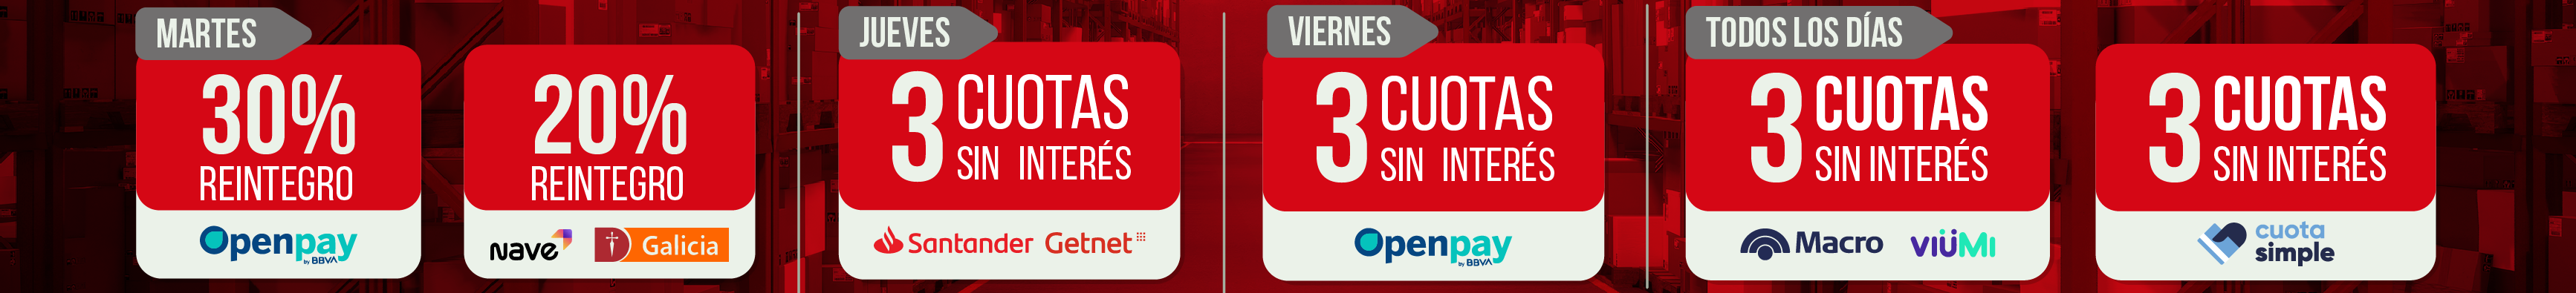 MARTES
30%
REINTEGRO
Openpay
by BBVA
20%
REINTEGRO
nave
Galicia
JUEVES
3 CUOTAS
SIN INTERÉS
Santander Getnet
VIERNES
3 CUOTAS
SIN INTERÉS
Openpay
by BBVA
TODOS LOS DÍAS
3 CUOTAS
SIN INTERÉS
Macro
viüMi
3 CUOTAS
SIN INTERÉS
cuota
simple